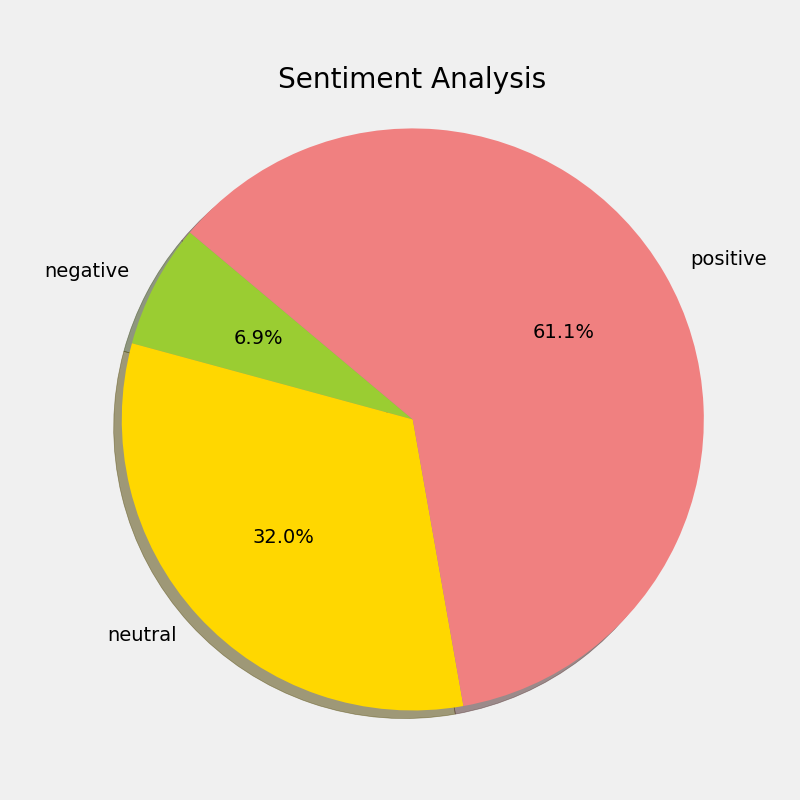 Sentiment Analysis
positive
negative
61.1%
6.9%
32.0%
neutral